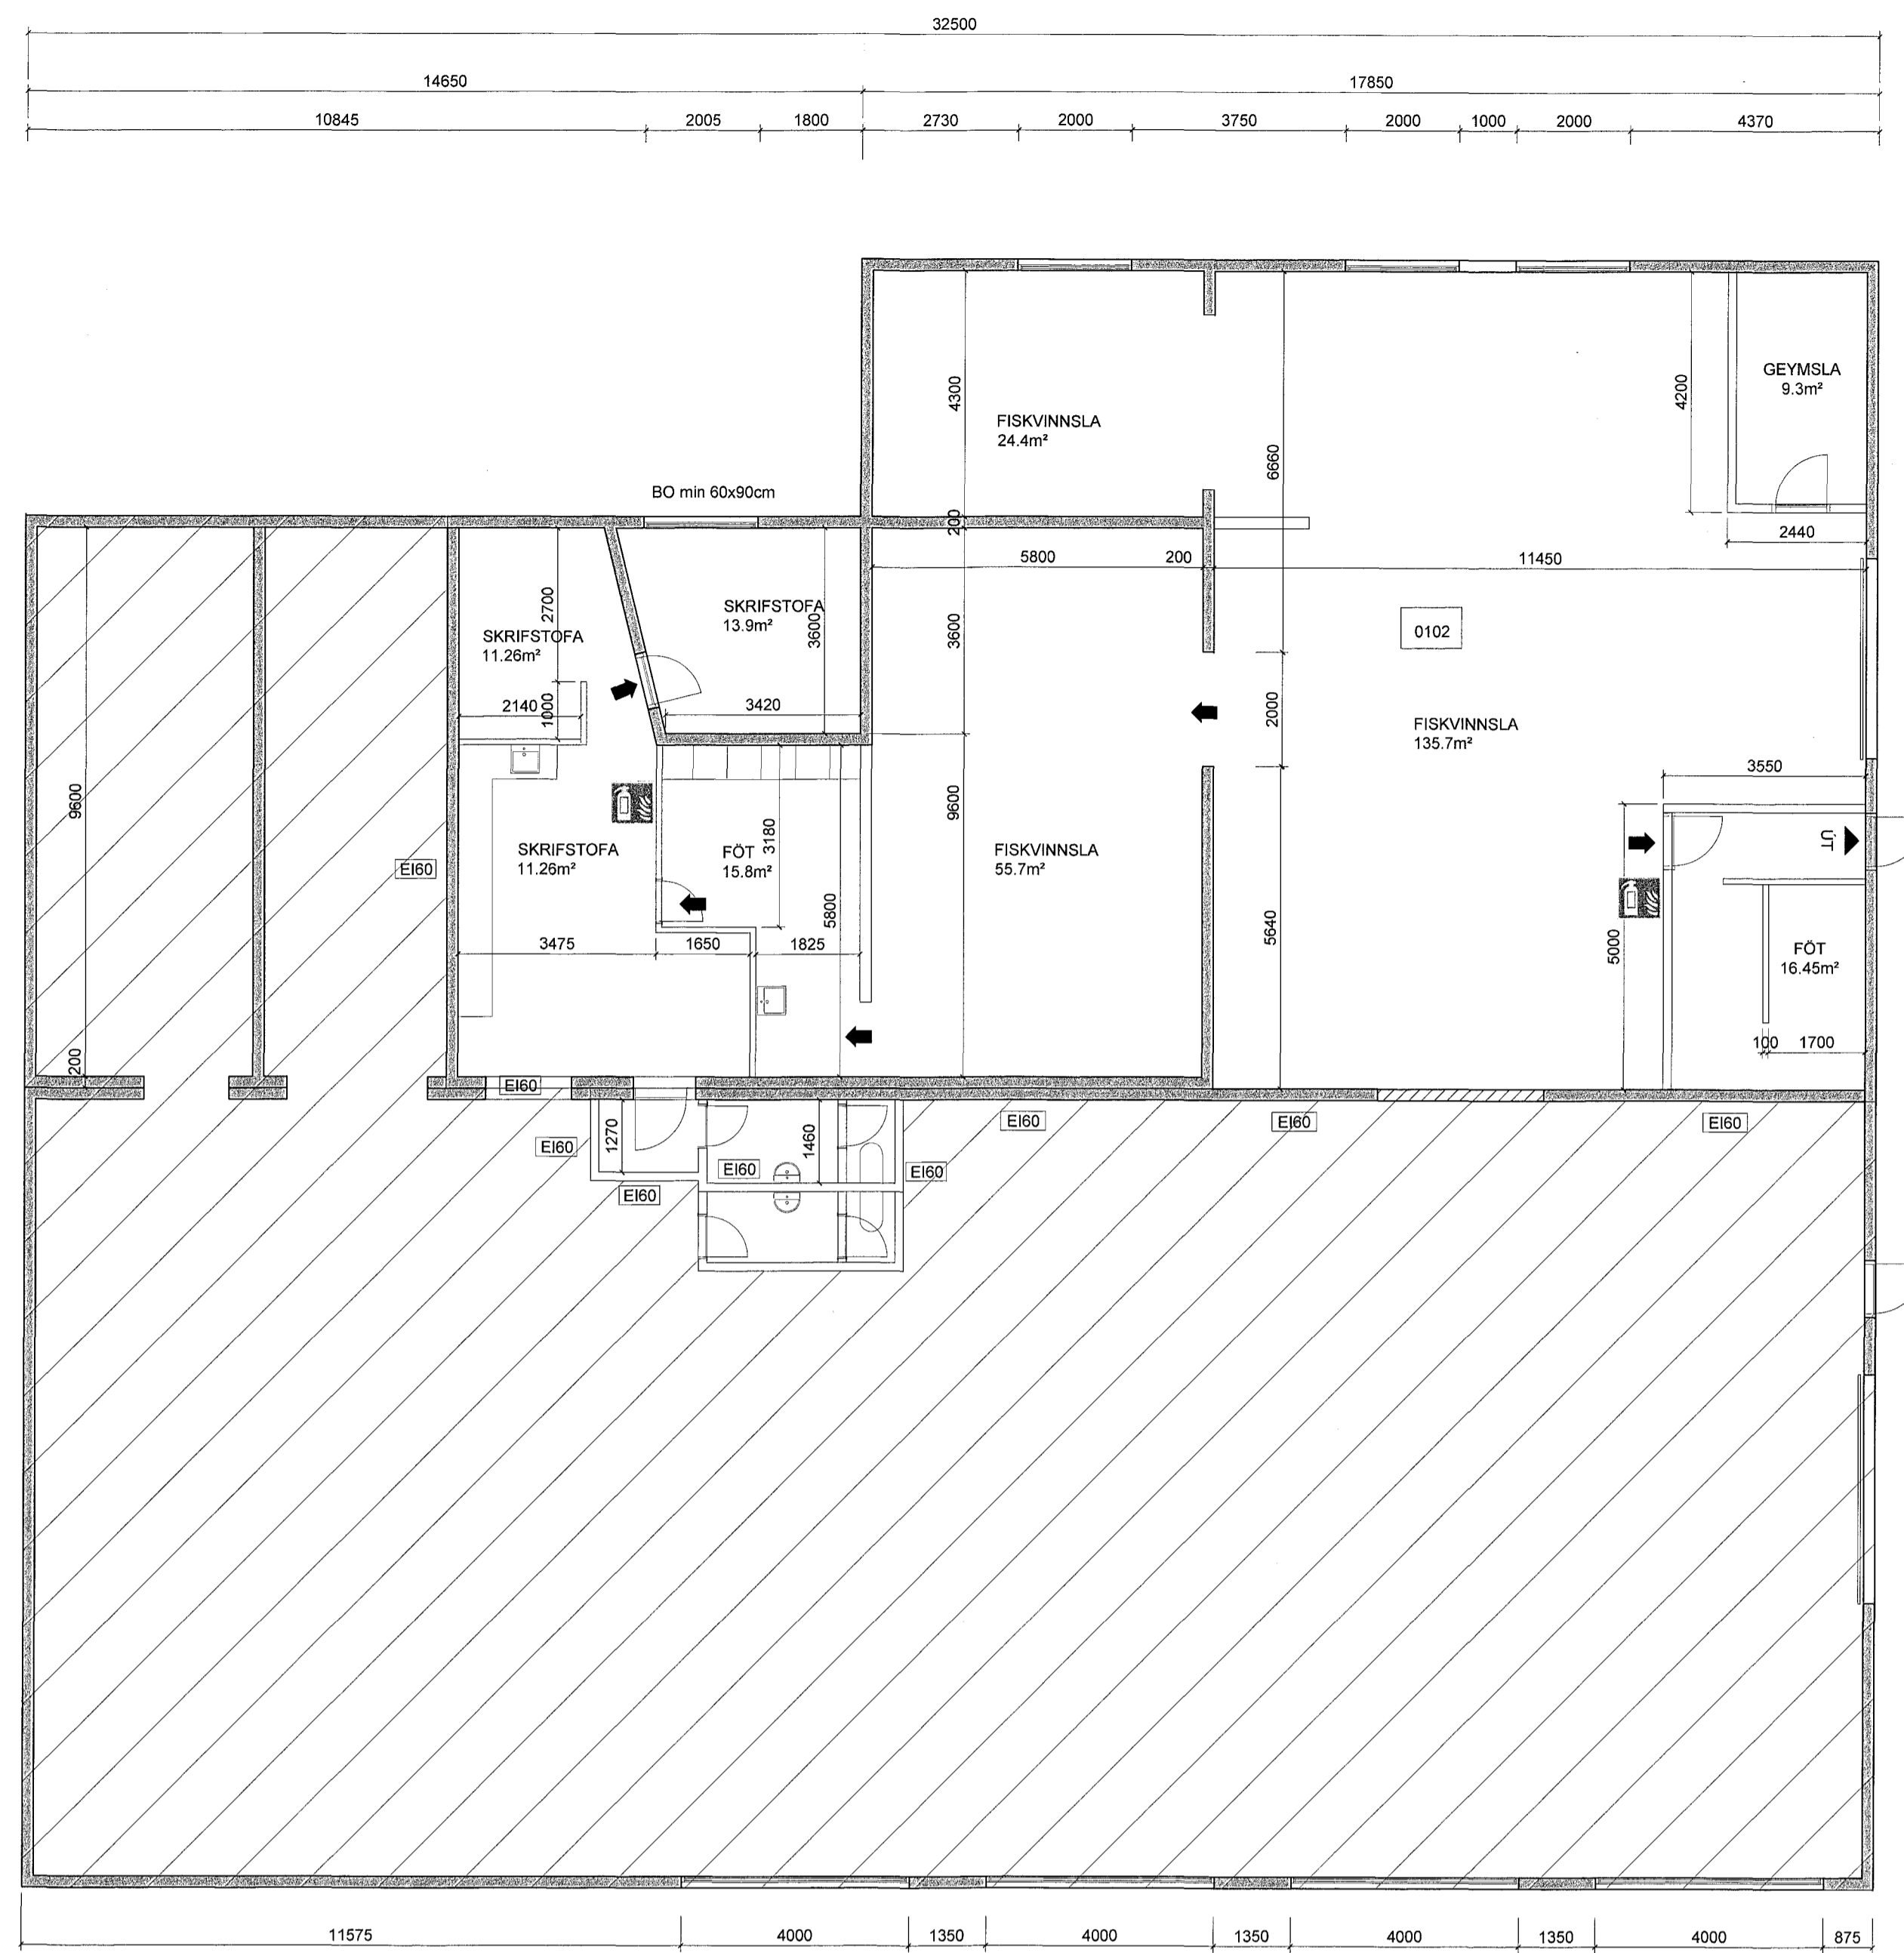 32500
14650
17850
10845
2005
1800
2730
2000
3750
2000
1000
2000
4370
BO min 60x90cm
4300
FISKVINNSLA
24.4m²
6660
4200
GEYMSLA
9.3m²
2440
200
5800
200
11450
2700
SKRIFSTOFA
11.26m²
2140
1000
SKRIFSTOFA
13.9m²
3600
3420
3600
0102
2000
FISKVINNSLA
135.7m²
3550
9600
EI60
SKRIFSTOFA
11.26m²
FÖT
15.8m²
3180
9600
FISKVINNSLA
55.7m²
ÚT
5800
3475
1650
1825
5640
5000
FÖT
16.45m²
100
1700
200
EI60
EI60
1270
1460
EI60
EI60
EI60
EI60
EI60
EI60
11575
4000
1350
4000
1350
4000
1350
4000
875